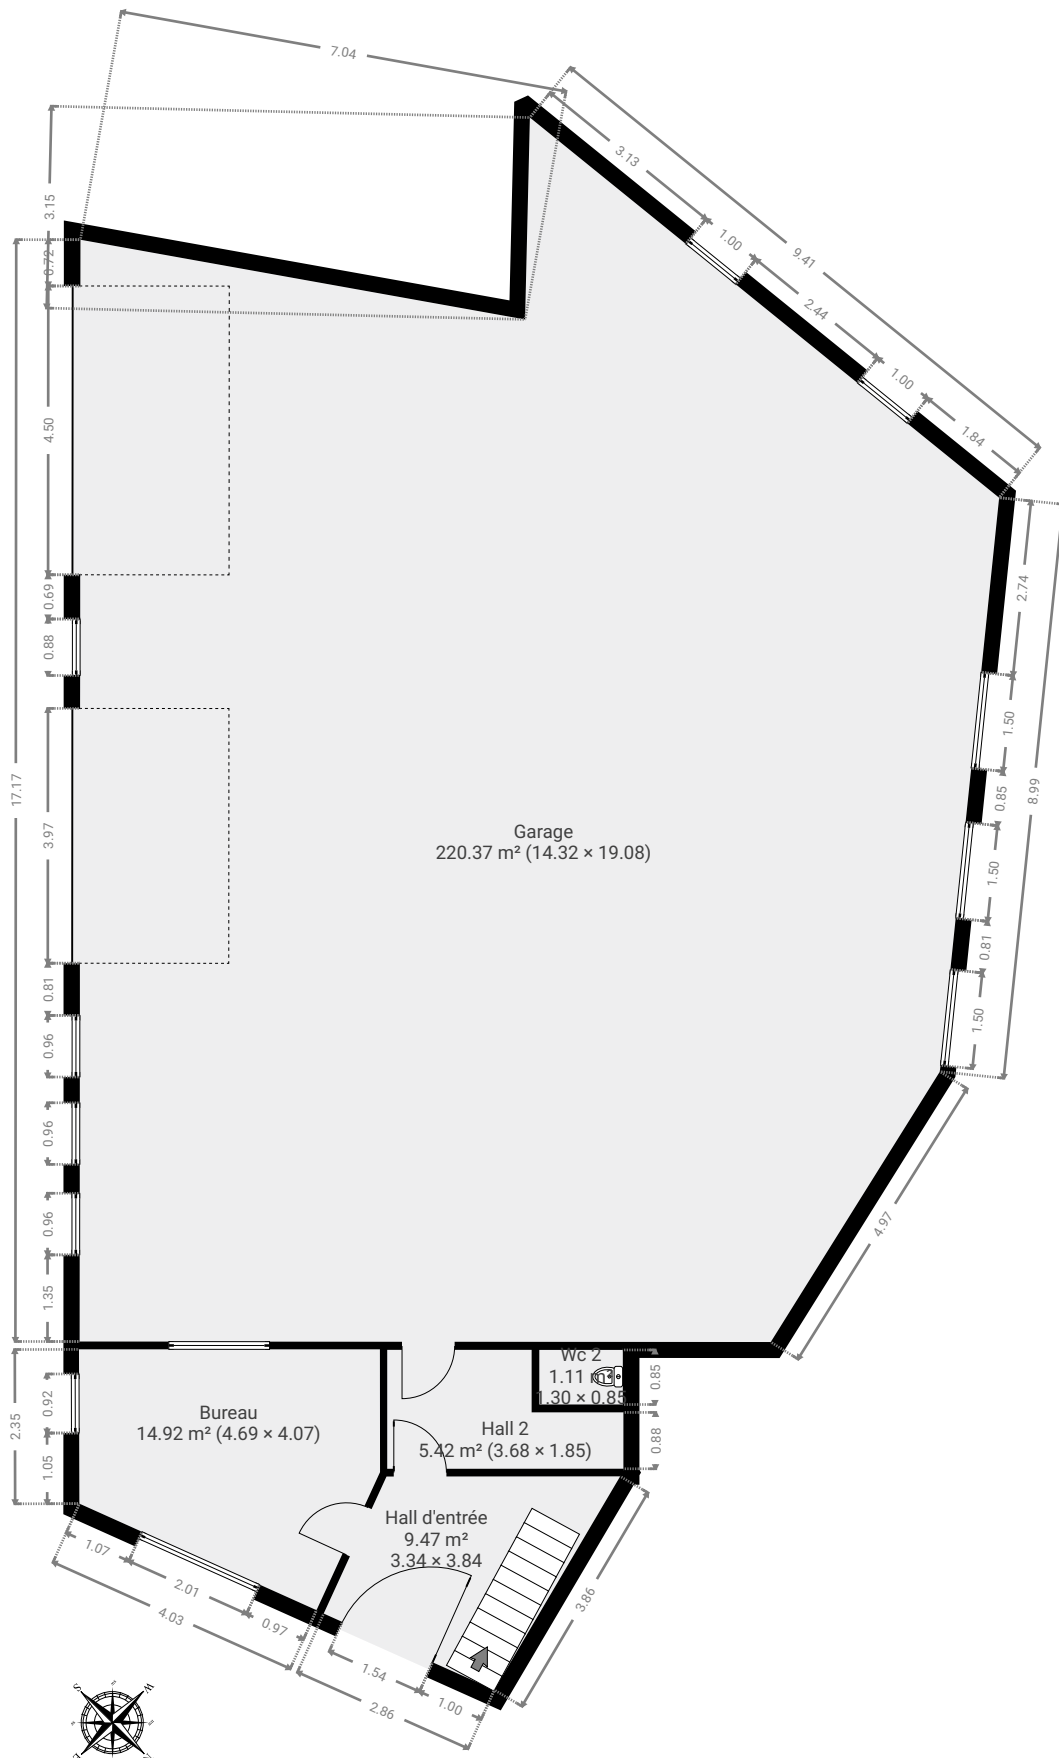 7.04
3.15
3.13
1.00
9.41
0.72
2.44
1.00
4.50
1.84
2.74
0.69
0.88
1.50
17.17
8.99
0.85
3.97
Garage
220.37 m² (14.32 × 19.08)
1.50
0.81
0.81
1.50
0.96
0.96
0.96
4.97
1.35
Wc 2
1.11 m²
1.30 × 0.85
0.85
0.92
2.35
Bureau
14.92 m² (4.69 × 4.07)
Hall 2
5.42 m² (3.68 × 1.85)
0.88
1.05
Hall d'entrée
9.47 m²
3.34 × 3.84
1.07
2.01
3.86
4.03
0.97
1.54
1.00
2.86
S
W